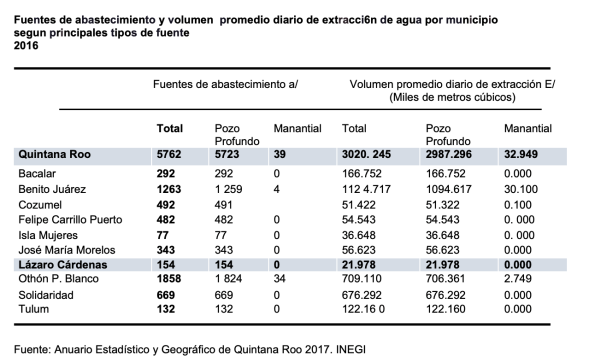 Fuentes de abastecimiento y volumen promedio diario de extracci6n de agua por municipio
segun principales tipos de fuente
2016
Fuentes de abastecimiento a/ Volumen promedio diario de extracción E/
(Miles de metros cúbicos)
Total Pozo Profundo Manantial Total Pozo Profundo Manantial
Quintana Roo 5762 5723 39 3020. 245 2987.296 32.949
Bacalar 292 292 0 166.752 166.752 0.000
Benito Juárez 1263 1 259 4 112 4.717 1094.617 30.100
Cozumel 492 491 51.422 51.322 0.100
Felipe Carrillo Puerto 482 482 0 54.543 54.543 0. 000
Isla Mujeres 77 77 0 36.648 36.648 0. 000
José María Morelos 343 343 0 56.623 56.623 0.000
Lázaro Cárdenas 154 154 0 21.978 21.978 0.000
Othón P. Blanco 1858 1 824 34 709.110 706.361 2.749
Solidaridad 669 669 0 676.292 676.292 0.000
Tulum 132 132 0 122.16 0 122.160 0.000
Fuente: Anuario Estadístico y Geográfico de Quintana Roo 2017. INEGI